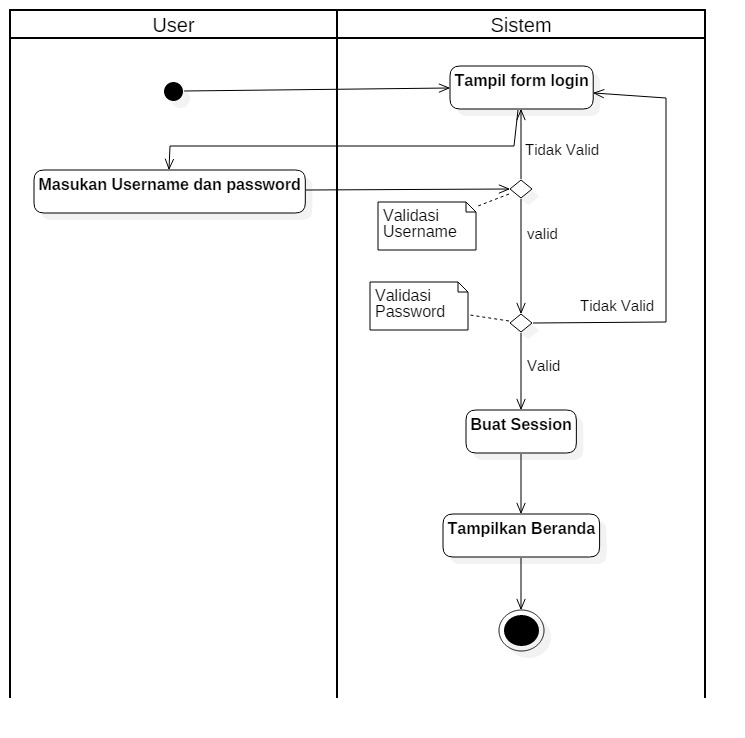 User
Sistem
Tampil form login
Tidak Valid
Masukan Username dan password
Validasi
Username
valid
Validasi
Password
Tidak Valid
Valid
Buat Session
Tampilkan Beranda